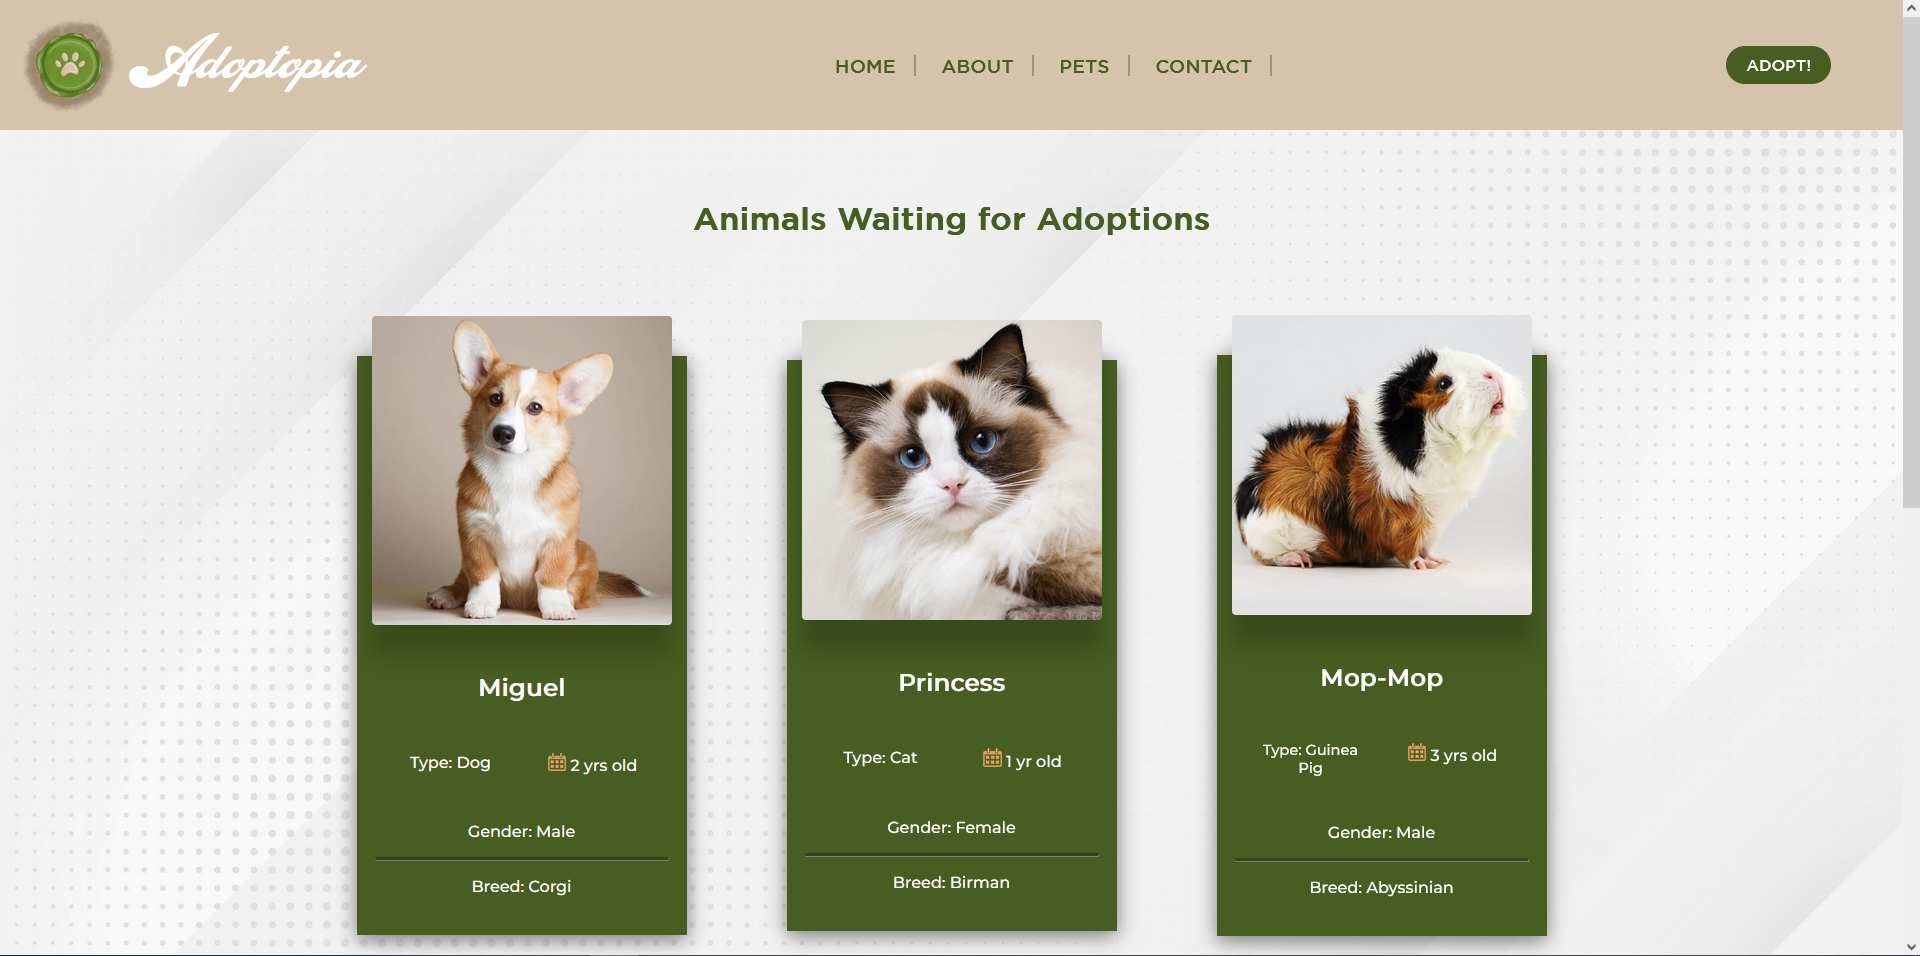 Adoptopia
HOME
ABOUT
PETS
CONTACT
ADOPT!
Animals Waiting for Adoptions
Miguel
Type: Dog
2 yrs old
Gender: Male
Breed: Corgi
Princess
Type: Cat
1 yr old
Gender: Female
Breed: Birman
Mop-Mop
Type: Guinea
Pig
3 yrs old
Gender: Male
Breed: Abyssinian